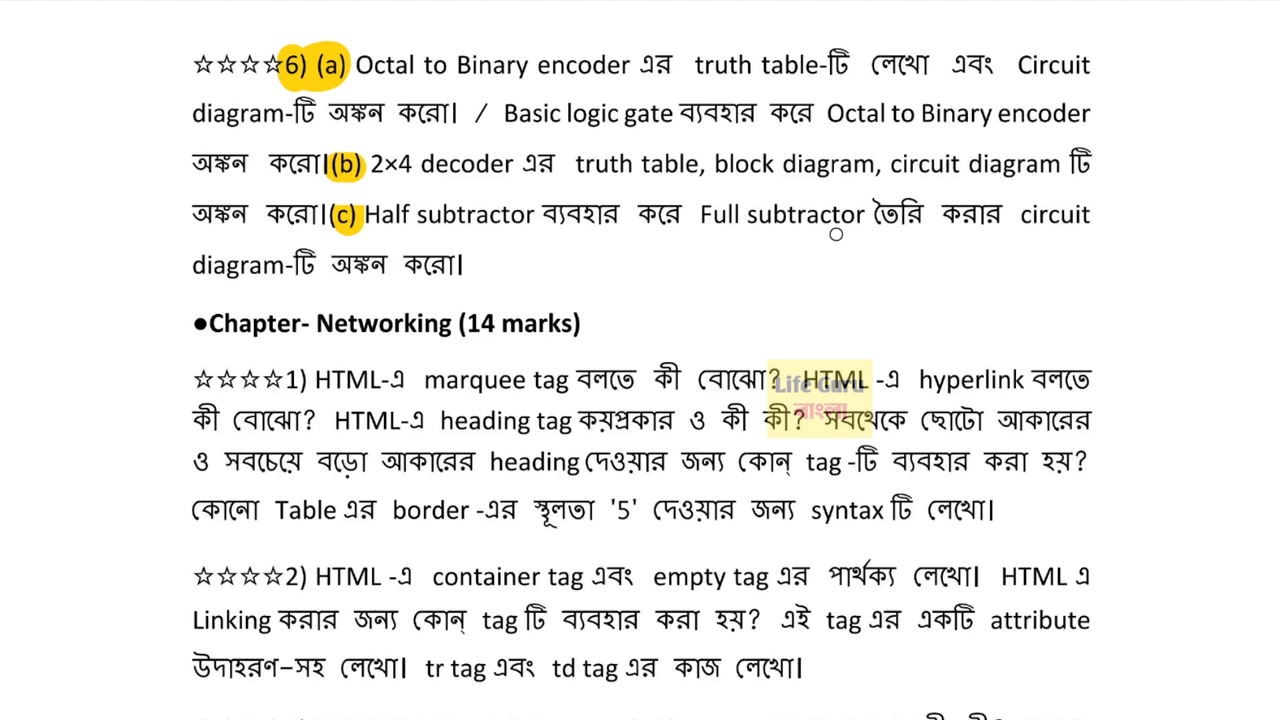 ☆☆☆☆6) (a) Octal to Binary encoder এর truth table-টি লেখো এবং Circuit
diagram-টি অঙ্কন করো। / Basic logic gate ব্যবহার করে Octal to Binary encoder
অঙ্কন করো।(b) 2×4 decoder এর truth table, block diagram, circuit diagram টি
অঙ্কন করো।(c) Half subtractor ব্যবহার করে Full subtractor তৈরি করার circuit
diagram-টি অঙ্কন করো।
●Chapter- Networking (14 marks)
☆☆☆☆1) HTML-এ marquee tag বলতে কী বোঝো? HTML -এ hyperlink বলতে
কী বোঝো? HTML-এ heading tag কয়প্রকার ও কী কী? সবথেকে ছোটো আকারের
ও সবচেয়ে বড়ো আকারের heading দেওয়ার জন্য কোন্ tag -টি ব্যবহার করা হয়?
কোনো Table এর border -এর স্থূলতা '5' দেওয়ার জন্য syntax টি লেখো।
Life Guru
বাংলা
☆☆☆☆2) HTML -এ container tag এবং empty tag এর পার্থক্য লেখো। HTML এ
Linking করার জন্য কোন্ tag টি ব্যবহার করা হয়? এই tag এর একটি attribute
উদাহরণ–সহ লেখো। tr tag এবং td tag এর কাজ লেখো।